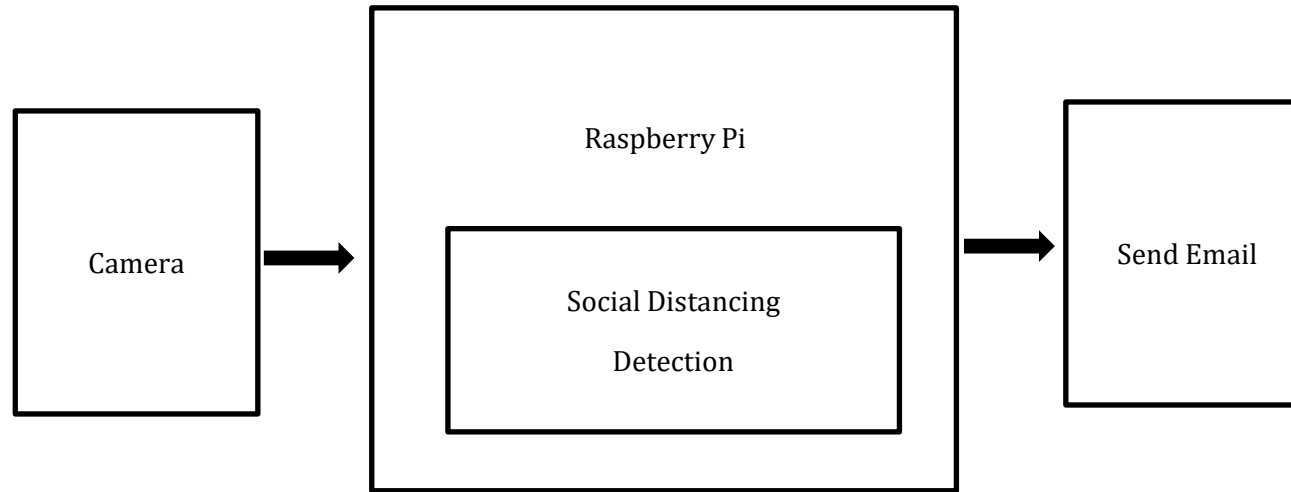 Camera
Raspberry Pi
Social Distancing
Detection
Send Email